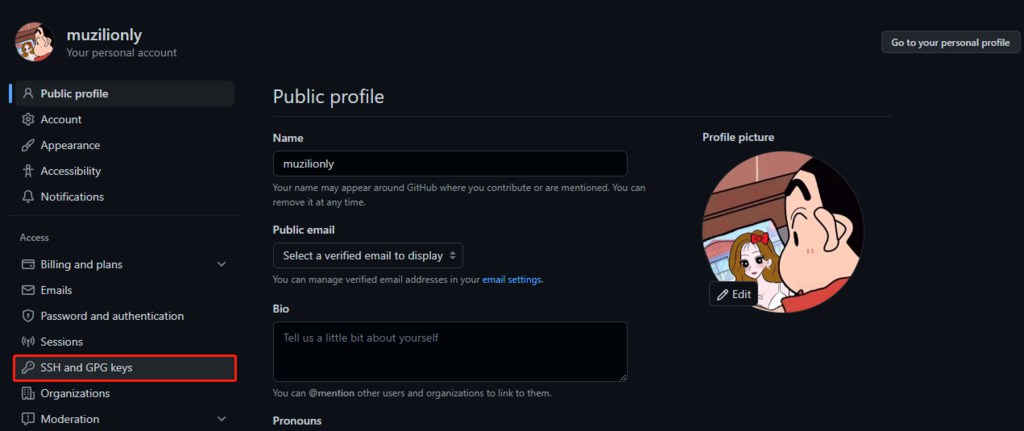 muzilionly
Your personal account
Go to your personal profile
Public profile
Account
Appearance
Accessibility
Notifications
Access
Billing and plans
Emails
Password and authentication
Sessions
SSH and GPG keys
Organizations
Moderation
Public profile
Name
muzilionly
Your name may appear around GitHub where you contribute or are mentioned. You can
remove it at any time.
Public email
Select a verified email to display
You can manage verified email addresses in your email settings.
Bio
Tell us a little bit about yourself
You can @mention other users and organizations to link to them.
Pronouns
Profile picture
Edit